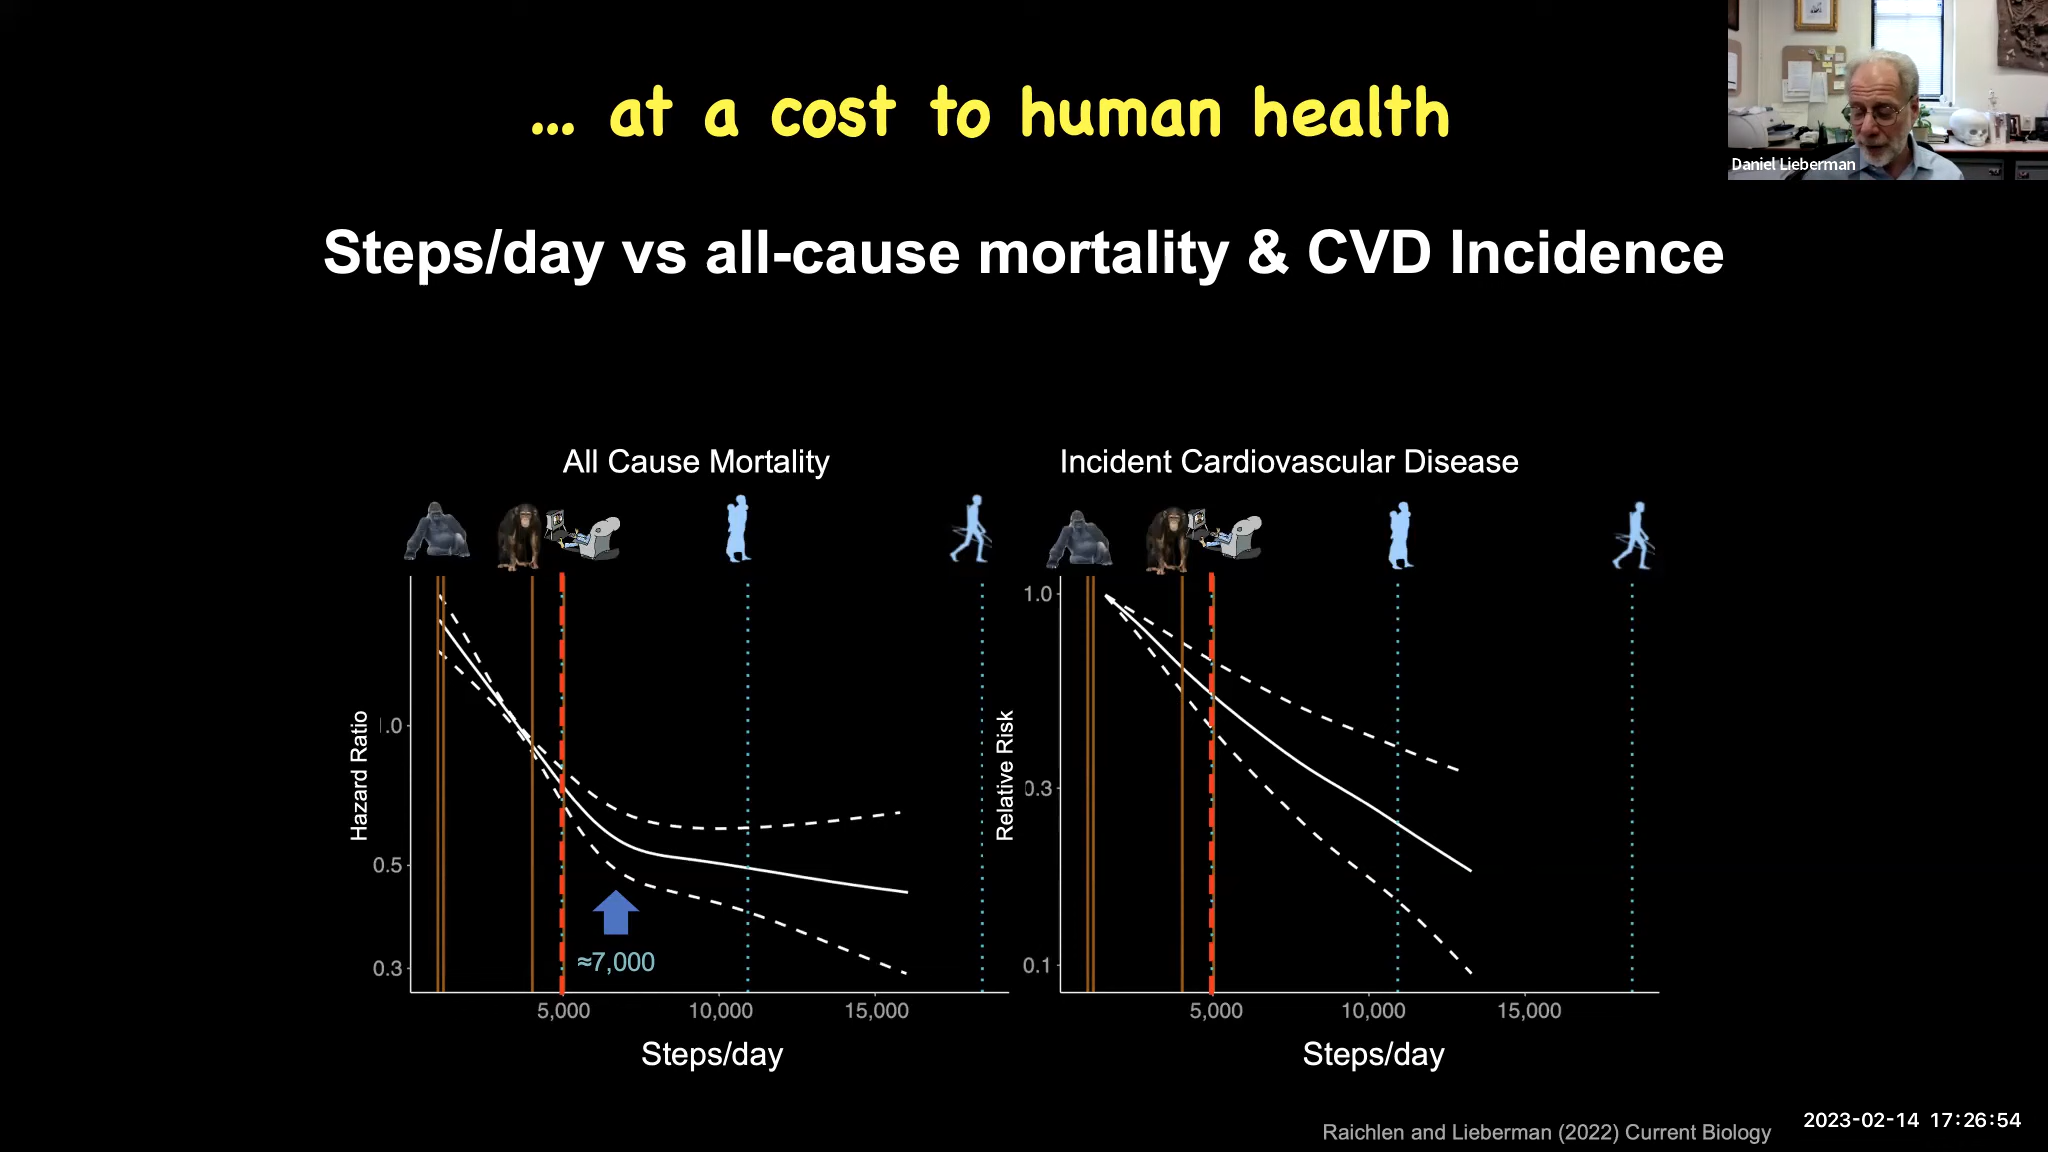 ... at a cost to human health
Daniel Lieberman
Steps/day vs all-cause mortality & CVD Incidence
All Cause Mortality
Hazard Ratio
1.0
0.5
0.3
≈7,000
5,000 10,000 15,000
Steps/day
Incident Cardiovascular Disease
Relative Risk
1.0
0.3
0.1
5,000 10,000 15,000
Steps/day
Raichlen and Lieberman (2022) Current Biology
2023-02-14 17:26:54